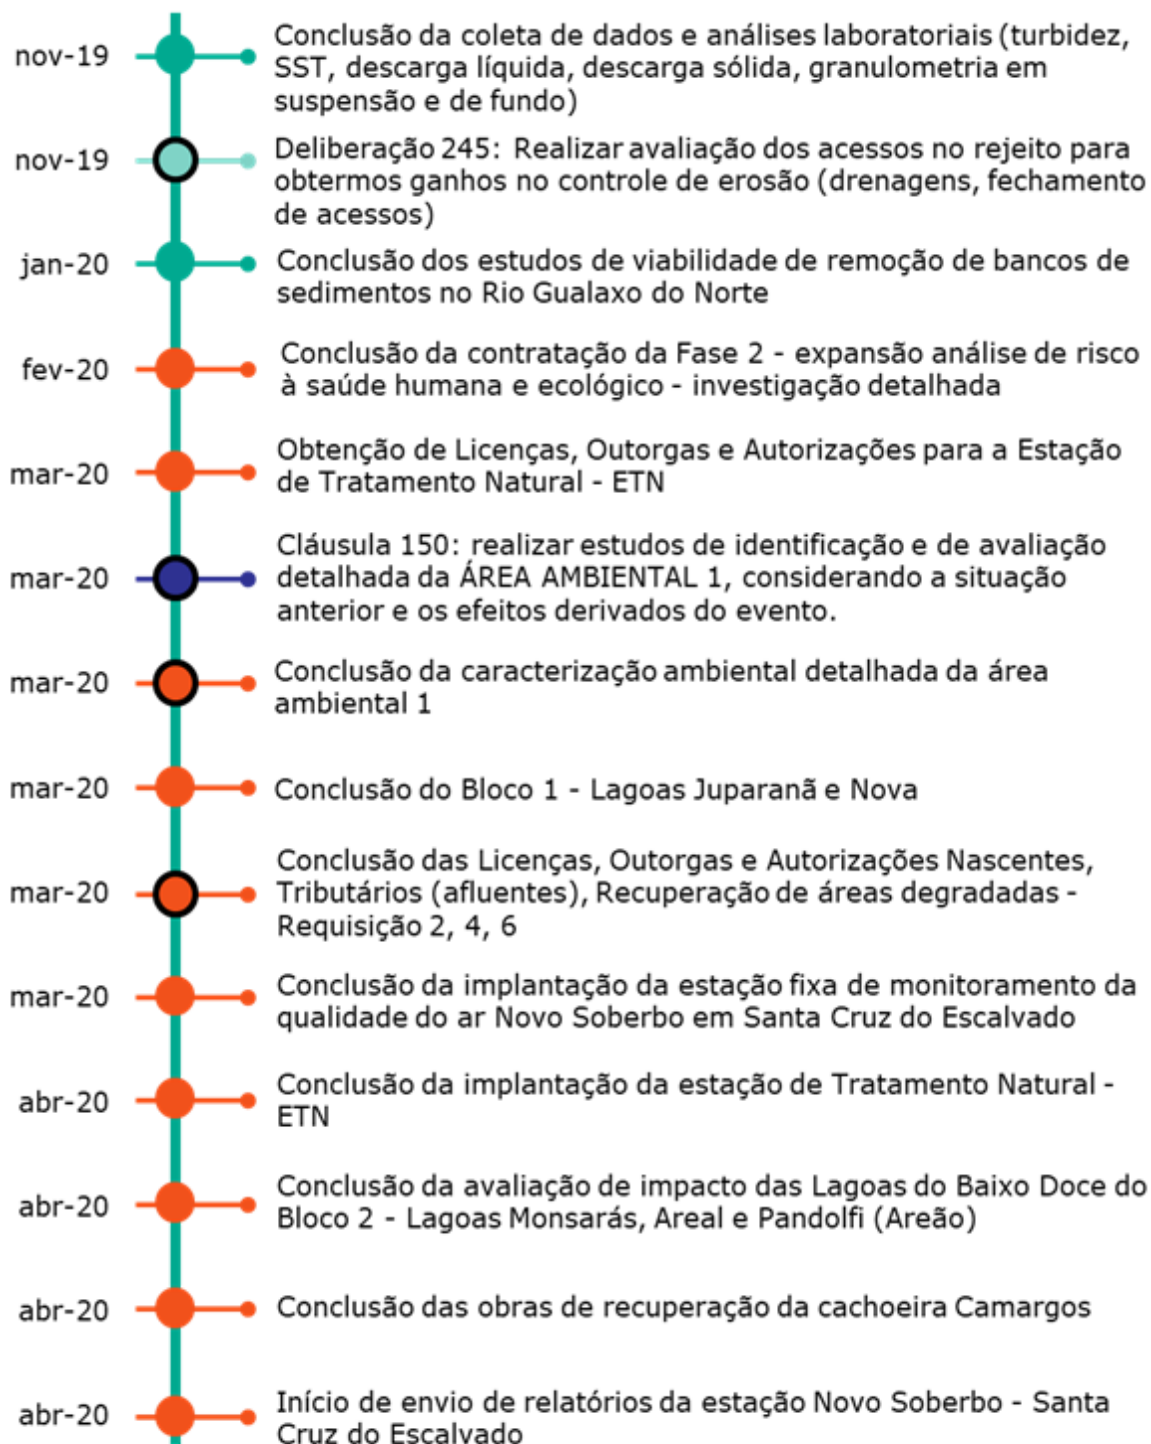 nov-19
Conclusão da coleta de dados e análises laboratoriais (turbidez,
SST, descarga líquida, descarga sólida, granulometria em
suspensão e de fundo)
nov-19
Deliberação 245: Realizar avaliação dos acessos no rejeito para
obtermos ganhos no controle de erosão (drenagens, fechamento
de acessos)
jan-20
Conclusão dos estudos de viabilidade de remoção de bancos de
sedimentos no Rio Gualaxo do Norte
fev-20
Conclusão da contratação da Fase 2 - expansão análise de risco
à saúde humana e ecológico - investigação detalhada
mar-20
Obtenção de Licenças, Outorgas e Autorizações para a Estação
de Tratamento Natural - ETN
mar-20
Cláusula 150: realizar estudos de identificação e de avaliação
detalhada da ÁREA AMBIENTAL 1, considerando a situação
anterior e os efeitos derivados do evento.
mar-20
Conclusão da caracterização ambiental detalhada da área
ambiental 1
mar-20
Conclusão do Bloco 1 - Lagoas Juparanã e Nova
mar-20
Conclusão das Licenças, Outorgas e Autorizações Nascentes,
Tributários (afluentes), Recuperação de áreas degradadas -
Requisição 2, 4, 6
mar-20
Conclusão da implantação da estação fixa de monitoramento da
qualidade do ar Novo Soberbo em Santa Cruz do Escalvado
abr-20
Conclusão da implantação da estação de Tratamento Natural -
ETN
abr-20
Conclusão da avaliação de impacto das Lagoas do Baixo Doce do
Bloco 2 - Lagoas Monsarás, Areal e Pandolfi (Areão)
abr-20
Conclusão das obras de recuperação da cachoeira Camargos
abr-20
Início de envio de relatórios da estação Novo Soberbo - Santa
Cruz do Escalvado